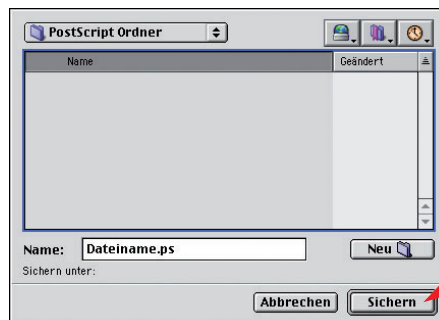 PostScript Ordner
Name Geändert
Name: Dateiname.ps Neu
Sichern unter:
Abbrechen Sichern